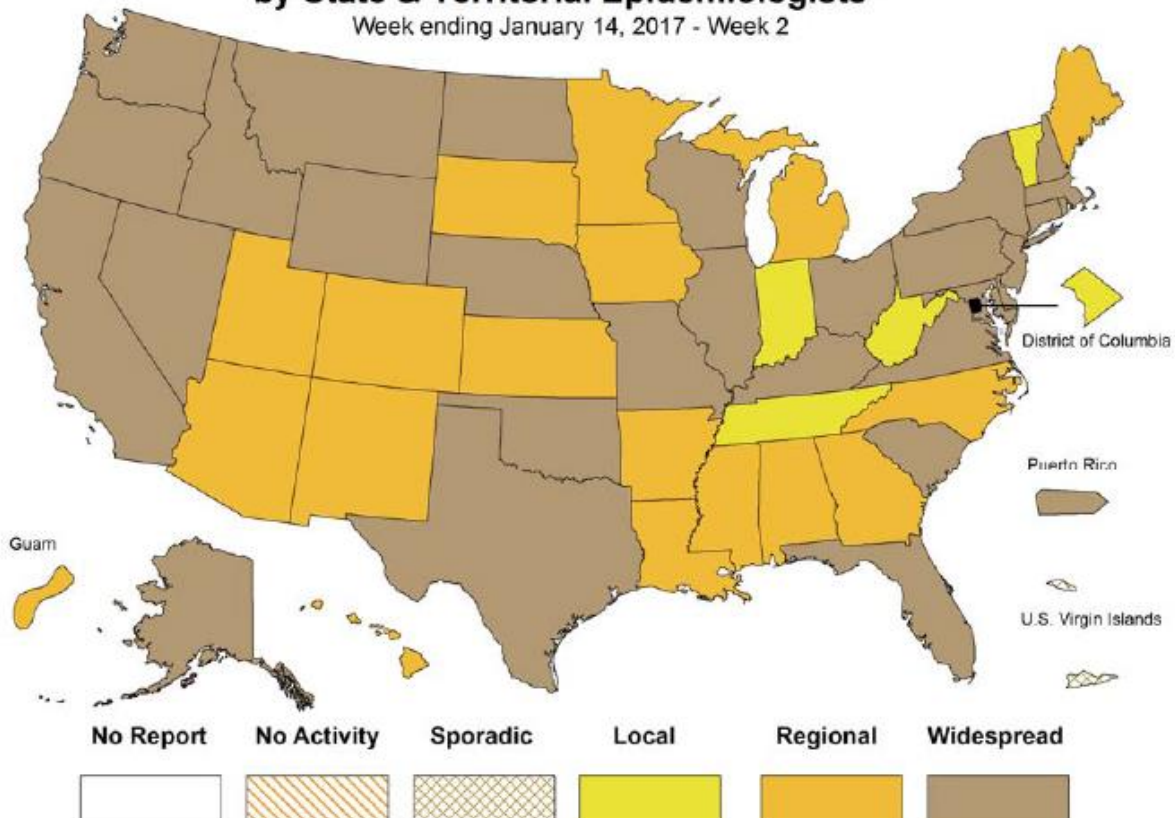 by State & Territorial Epidemiologists
Week ending January 14, 2017 - Week 2
District of Columbia
Puerto Rico
Guam
U.S. Virgin Islands
No Report
No Activity
Sporadic
Local
Regional
Widespread